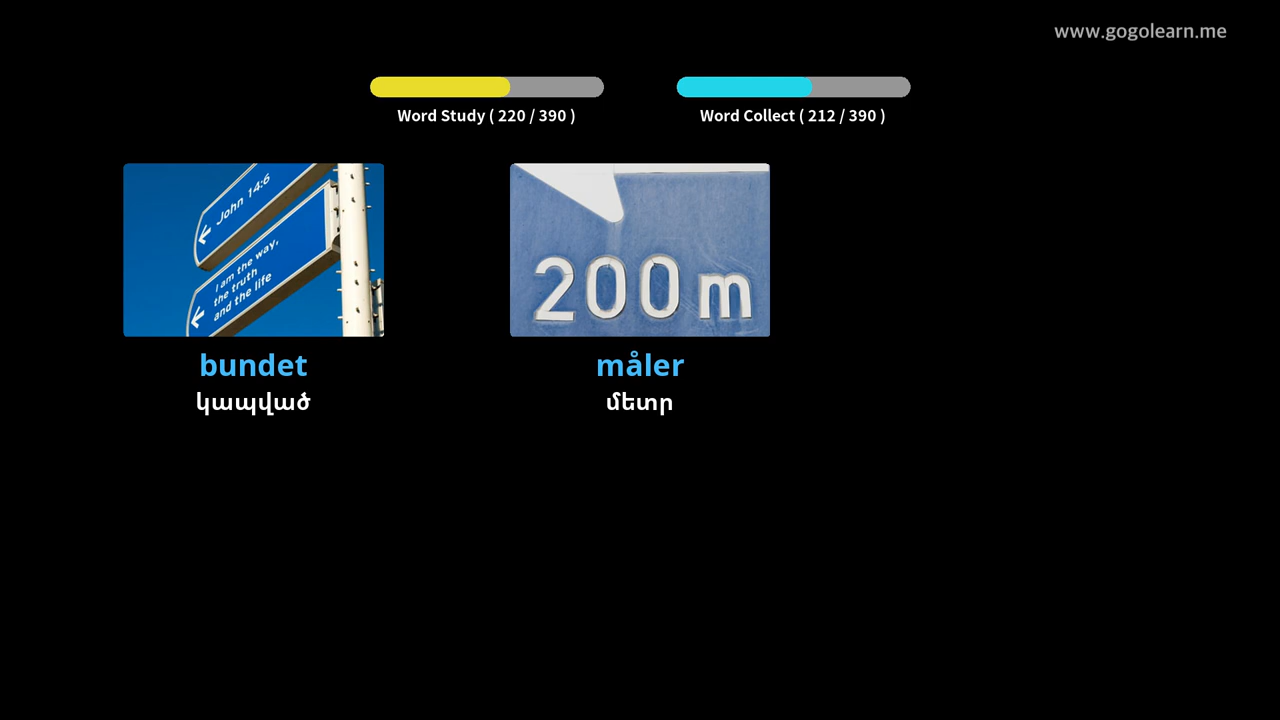 www.gogolearn.me
Word Study ( 220 / 390 )
Word Collect ( 212 / 390 )
John 14:6
I am the way,
the truth
and the life
200 m
bundet
կապված
måler
մետր